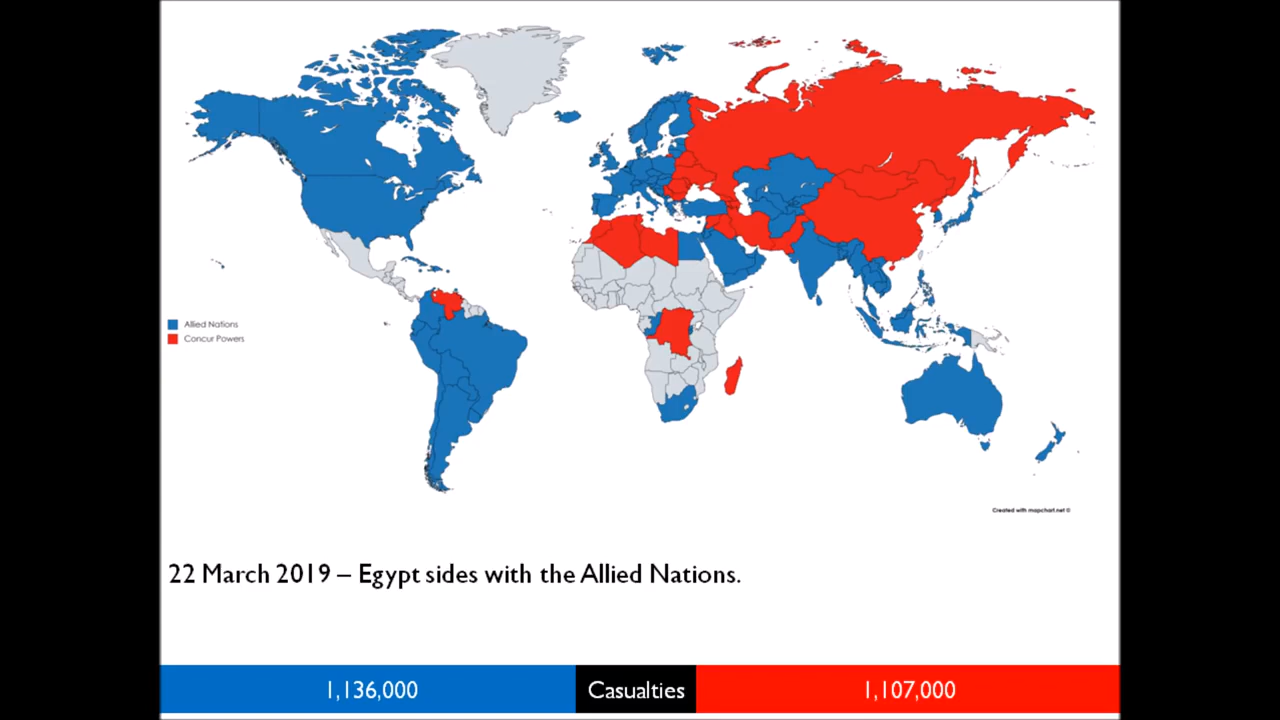 Allied Nations
Concur Powers
Created with mapchart.net ©
22 March 2019 – Egypt sides with the Allied Nations.
1,136,000 Casualties 1,107,000